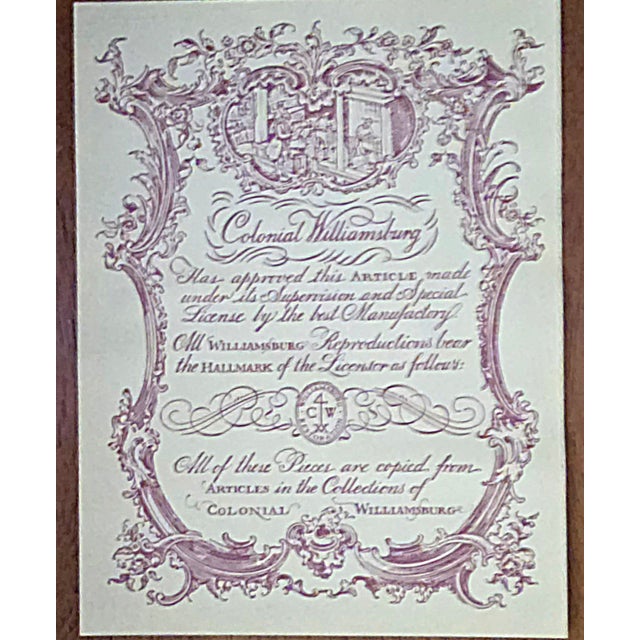 Colonial Williamsburg
Has approved this ARTICLE made
under its Supervision and Special
License by the best Manufactory.
All WILLIAMSBURG Reproductions bear
the HALLMARK of the Licensor as follows:
C W
All of these Pieces are copied from
ARTICLES in the Collections of
COLONIAL WILLIAMSBURG